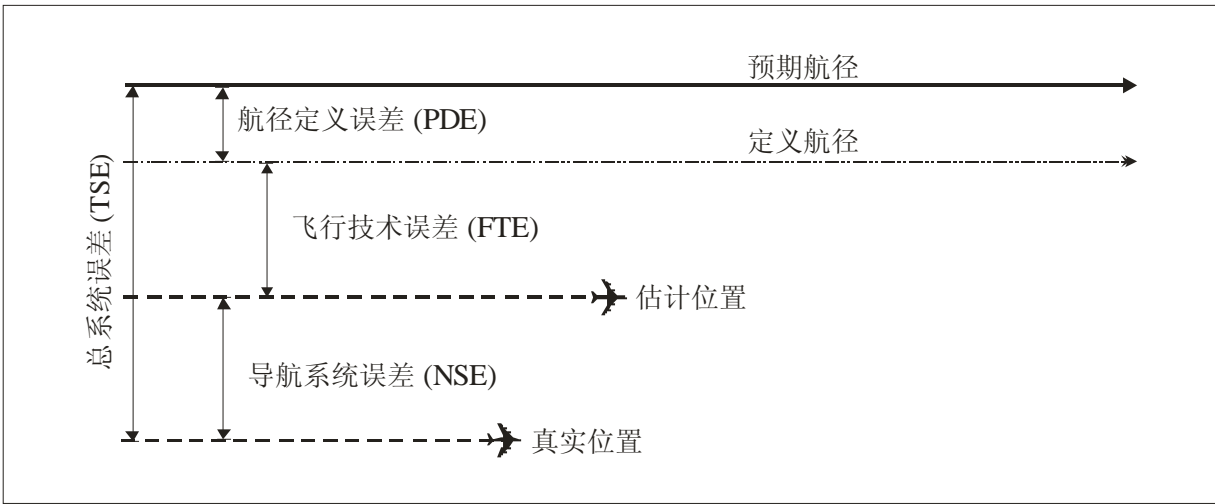 预期航径
航径定义误差 (PDE)
定义航径
总系统误差 (TSE)
飞行技术误差 (FTE)
估计位置
导航系统误差 (NSE)
真实位置